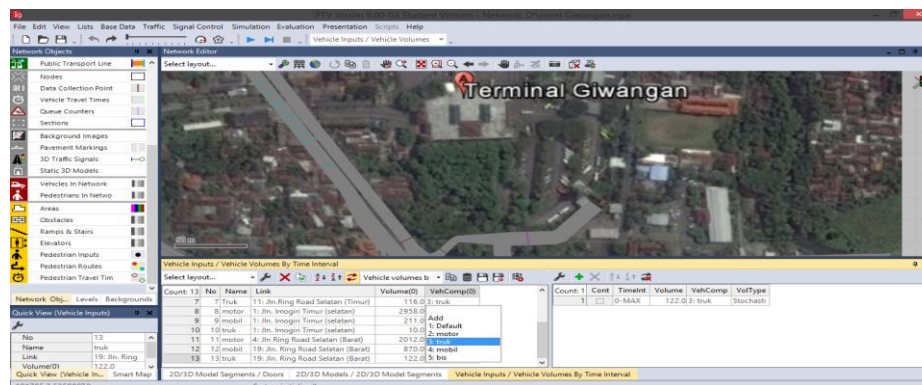 PTV Vissim 9.00-03 Student Version - Network: D:\vissim Giwangan.inpx
File Edit View Lists Base Data Traffic Signal Control Simulation Evaluation Presentation Scripts Help
Vehicle Inputs / Vehicle Volumes
Network Objects
Network Editor
Select layout...
Public Transport Line
Nodes
Data Collection Point
Vehicle Travel Times
Queue Counters
Sections
Background Images
Pavement Markings
3D Traffic Signals
Static 3D Models
Vehicles In Network
Pedestrians In Netwo
Areas
Obstacles
Ramps & Stairs
Elevators
Pedestrian Inputs
Pedestrian Routes
Pedestrian Travel Tim
Network Obj... Levels Backgrounds
A
Terminal Giwangan
Vehicle Inputs / Vehicle Volumes By Time Interval
Select layout... Vehicle volumes b
Count: 13 No Name Link Volume(0) VehComp(0)
7 7 Truk 11: Jln.Ring Road Selatan (Timur) 116.0 3: truk
8 8 motor 1: Jln. Imogiri Timur (selatan) 2958.0
9 9 mobil 1: Jln. Imogiri Timur (selatan) 211.0
10 10 truk 1: Jln. Imogiri Timur (selatan) 10.0
11 11 motor 4: Jln Ring Road Selatan (Barat) 2012.0
12 12 mobil 19: Jln. Ring Road Selatan (Barat) 870.0
13 13 truk 19: Jln. Ring Road Selatan (Barat) 122.0
Add
1: Default
2: motor
3: truk
4: mobil
5: bis
Count: 1 Cont TimeInt Volume VehComp VolType
1 0-MAX 122.0 3: truk Stochasti
Quick View (Vehicle Inputs)
No 13
Name truk
Link 19: Jln. Ring
Volume(0) 122.0
Quick View (Vehicle In... Smart Map
2D/3D Model Segments / Doors 2D/3D Models / 2D/3D Model Segments Vehicle Inputs / Vehicle Volumes By Time Interval